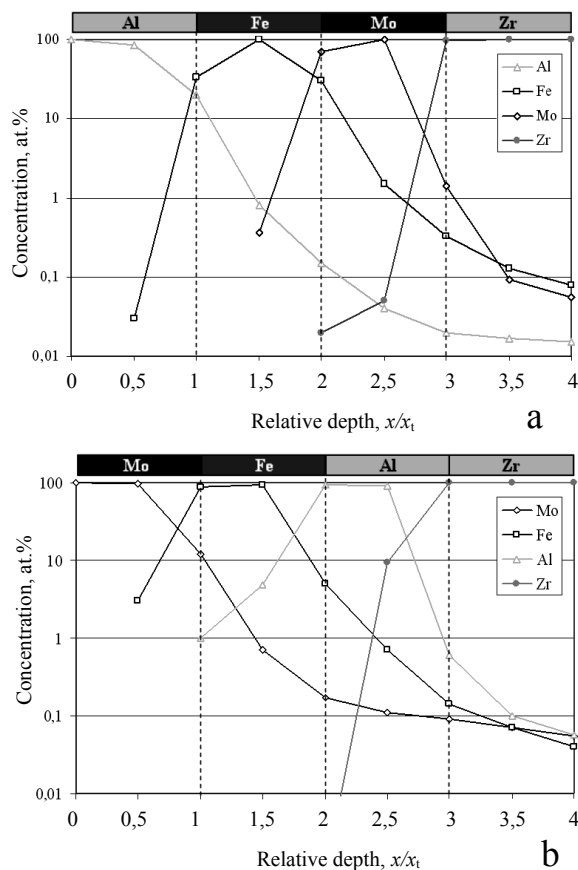 Al Fe Mo Zr
Concentration, at.%
100
10
1
0,1
0,01
Al
Fe
Mo
Zr
0 0,5 1 1,5 2 2,5 3 3,5 4
Relative depth, x/xt
a
Mo Fe Al Zr
Concentration, at.%
100
10
1
0,1
0,01
Mo
Fe
Al
Zr
0 0,5 1 1,5 2 2,5 3 3,5 4
Relative depth, x/xt
b